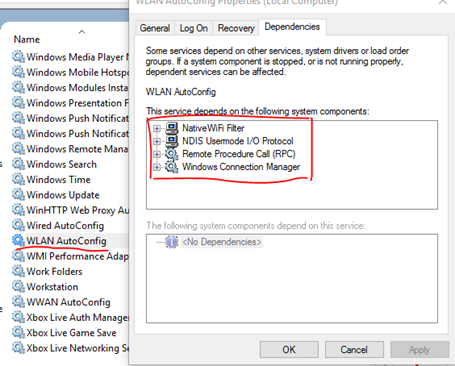 WLAN AutoConfig Properties (Local Computer)
Name
Windows Media Player N
Windows Mobile Hotsp
Windows Modules Insta
Windows Presentation F
Windows Push Notificat
Windows Push Notificat
Windows Remote Mana
Windows Search
Windows Time
Windows Update
WinHTTP Web Proxy Au
Wired AutoConfig
WLAN AutoConfig
WMI Performance Adap
Work Folders
Workstation
WWAN AutoConfig
Xbox Live Auth Manage
Xbox Live Game Save
Xbox Live Networking Se
General Log On Recovery Dependencies
Some services depend on other services, system drivers or load order
groups. If a system component is stopped, or is not running properly,
dependent services can be affected.
WLAN AutoConfig
This service depends on the following system components:
NativeWiFi Filter
NDIS Usermode I/O Protocol
Remote Procedure Call (RPC)
Windows Connection Manager
The following system components depend on this service:
<No Dependencies>
OK Cancel Apply